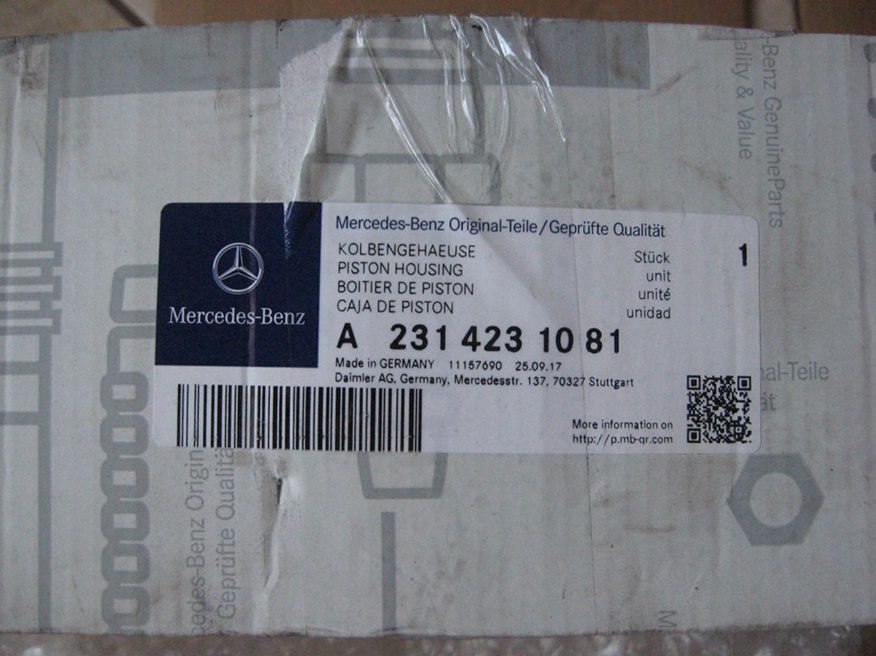 Mercedes-Benz Original-Teile/Geprüfte Qualität
KOLBENGEHAEUSE Stück 1
PISTON HOUSING unit
BOITIER DE PISTON unité
CAJA DE PISTON unidad
Mercedes-Benz
A 231 423 10 81
Made in GERMANY 11157690 25.09.17
Daimler AG, Germany, Mercedesstr. 137, 70327 Stuttgart
More information on
http://p.mb-qr.com
-Benz GenuineParts
ality & Value
nal-Teile
ät
edes-Benz Origin
Geprüfte Qualitä
M